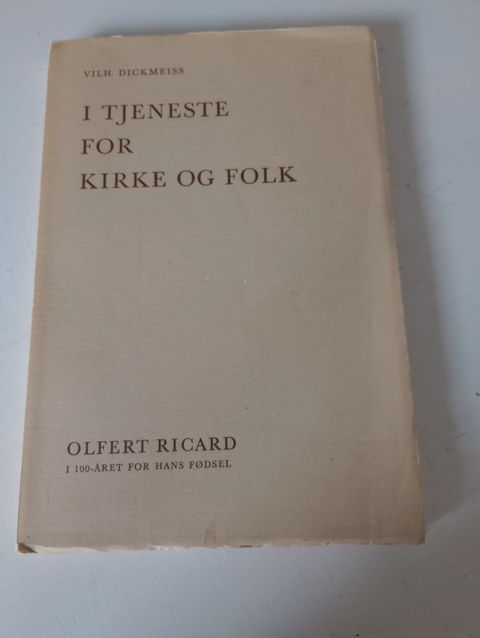 VILH. DICKMEISS
I TJENESTE
FOR
KIRKE OG FOLK
OLFERT RICARD
I 100-ÅRET FOR HANS FØDSEL